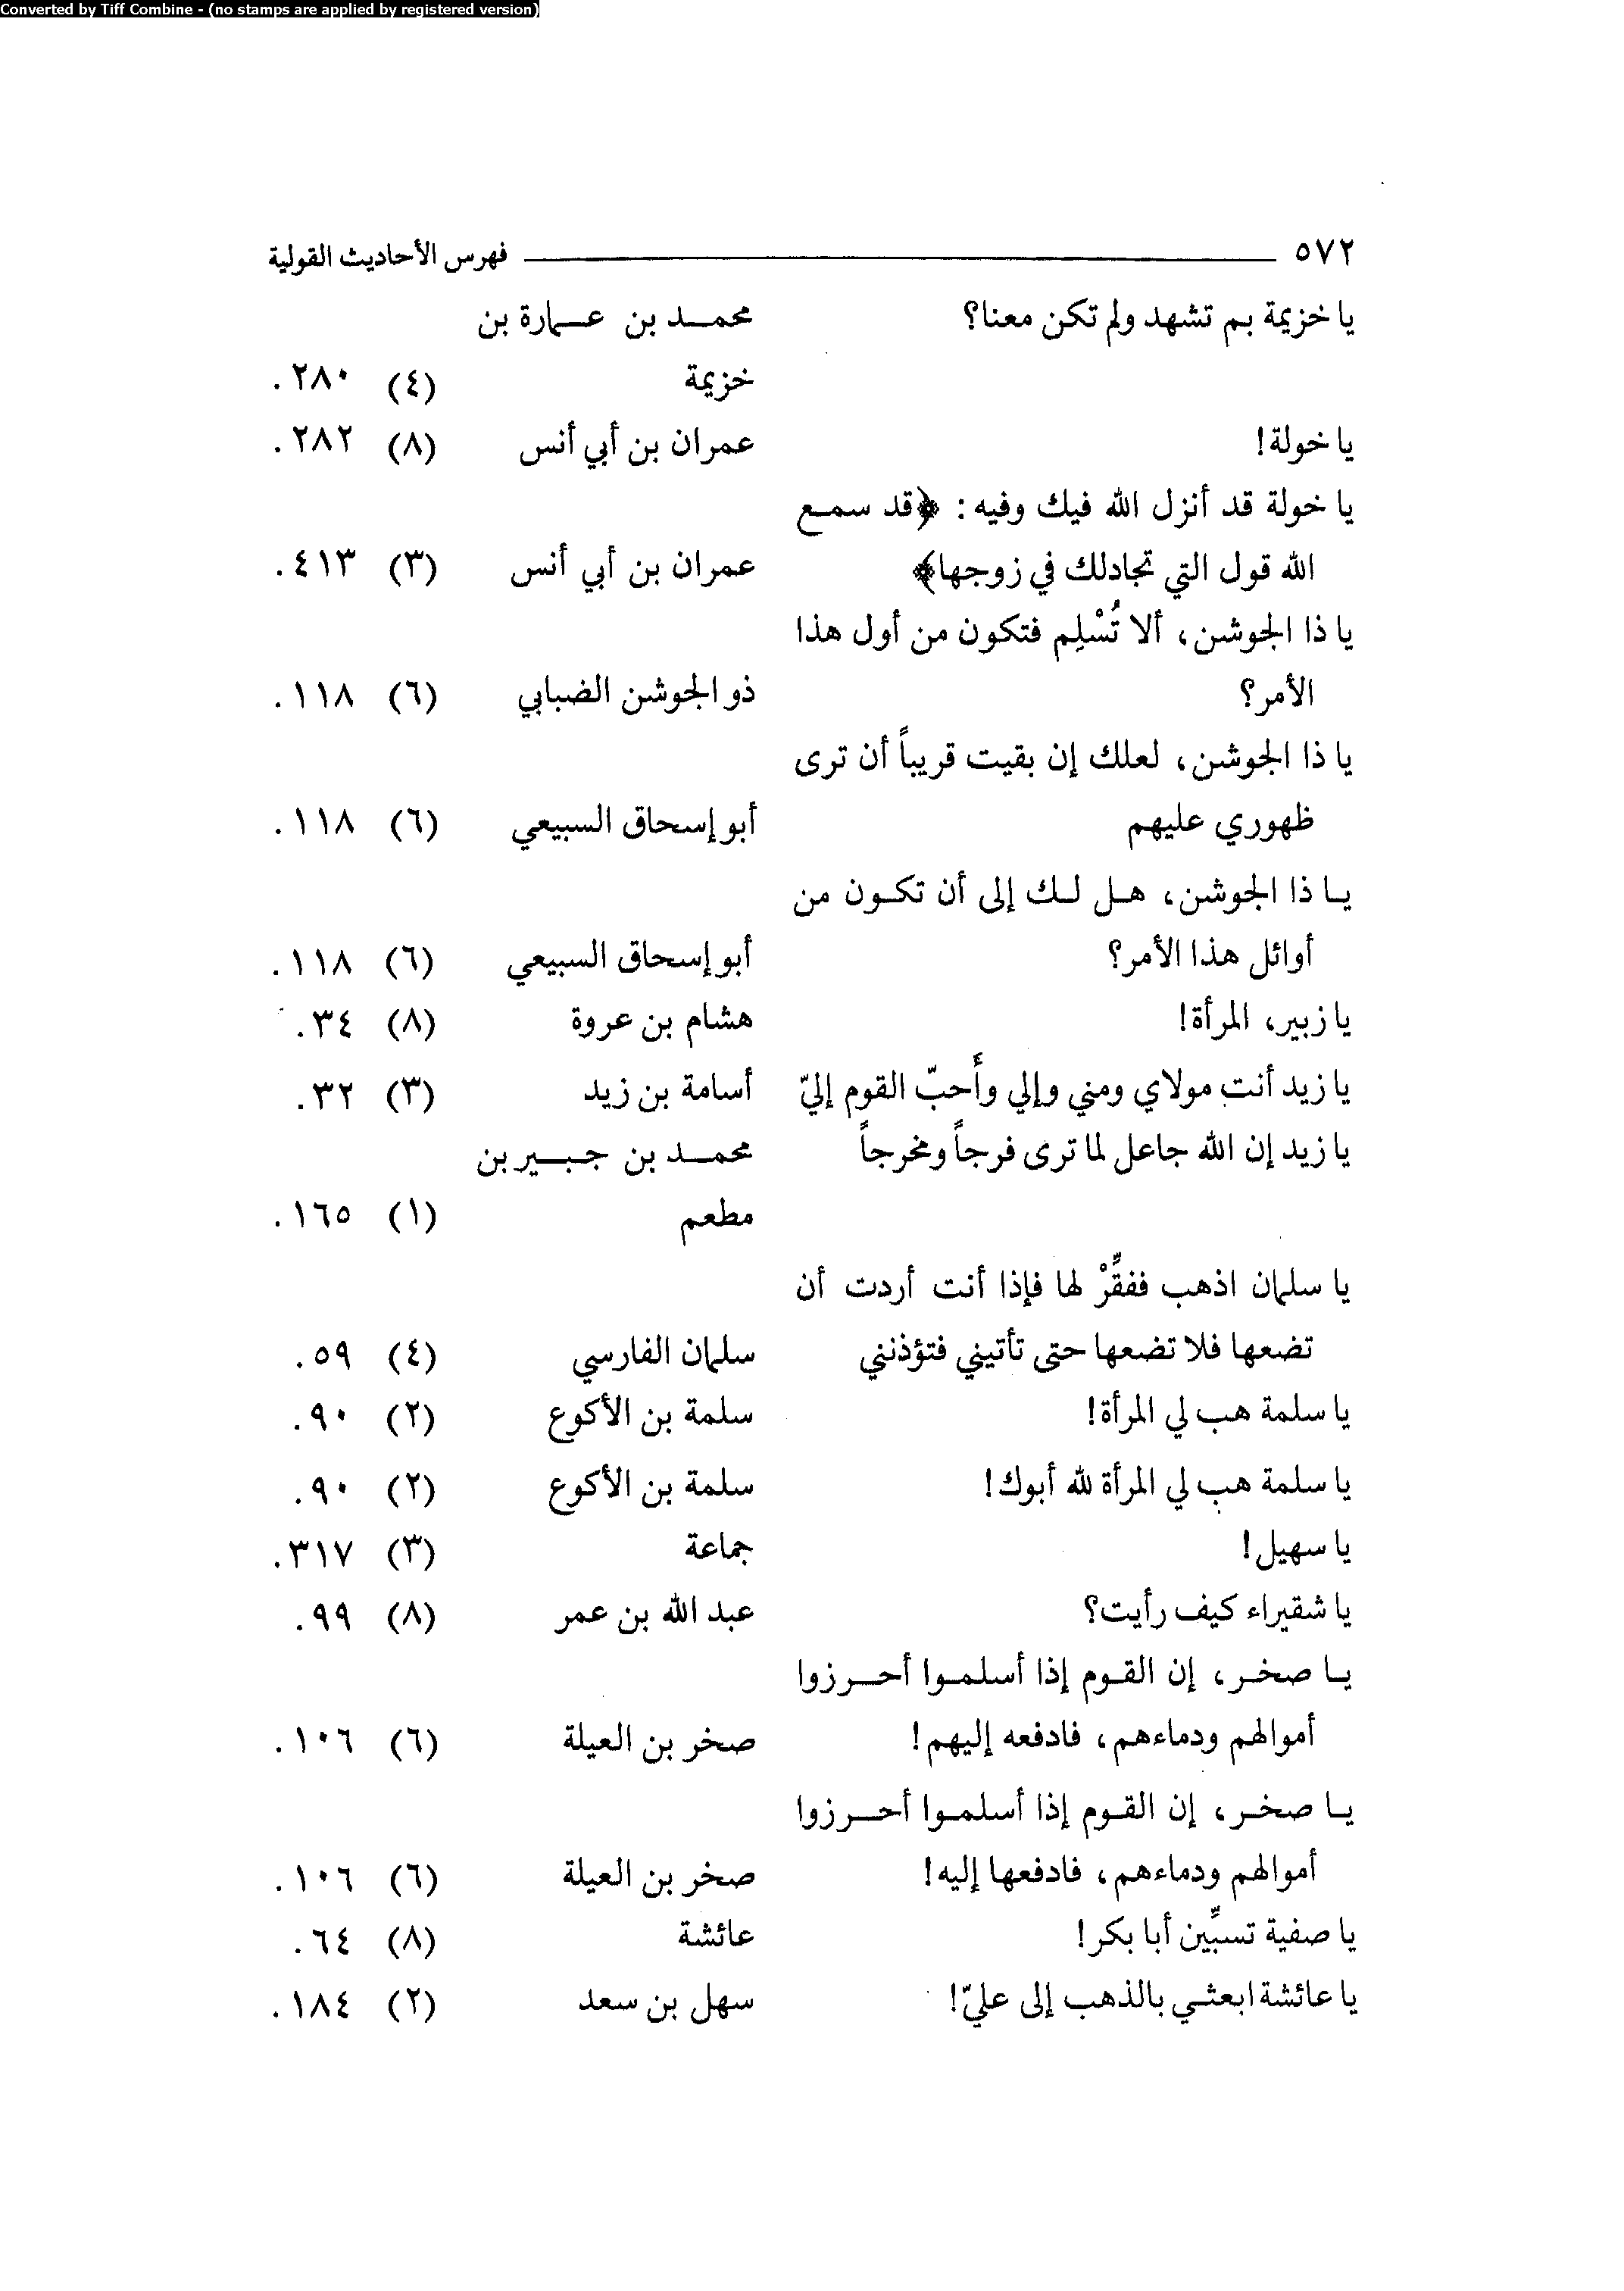 Converted by Tiff Combine - (no stamps are applied by registered version)
٥٧٢ فهرس الأحاديث القولية
يا خزيمة بم تشهد ولم تكن معنا؟ محمد بن عمارة بن
خزيمة (٤) ٢٨٠.
يا خولة! عمران بن أبي أنس (٨) ٢٨٢.
يا خولة قد أنزل الله فيك وفيه: ﴿قد سمع
الله قول التي تجادلك في زوجها﴾ عمران بن أبي أنس (٣) ٤١٣.
يا ذا الجوشن، ألا تُسْلِم فتكون من أول هذا
الأمر؟ ذو الجوشن الضبابي (٦) ١١٨.
يا ذا الجوشن، لعلك إن بقيت قريباً أن ترى
ظهوري عليهم أبو إسحاق السبيعي (٦) ١١٨.
يا ذا الجوشن، هل لك إلى أن تكون من
أوائل هذا الأمر؟ أبو إسحاق السبيعي (٦) ١١٨.
يا زبير، المرأة! هشام بن عروة (٨) ٣٤.
يا زيد أنت مولاي ومني وإلي وأَحبّ القوم إليّ أسامة بن زيد (٣) ٣٢.
يا زيد إن الله جاعل لما ترى فرجاً ومخرجاً محمد بن جبير بن
مطعم (١) ١٦٥.
يا سلمان اذهب ففقِّرْ لها فإذا أنت أردت أن
تضعها فلا تضعها حتى تأتيني فتؤذنني سلمان الفارسي (٤) ٥٩.
يا سلمة هب لي المرأة! سلمة بن الأكوع (٢) ٩٠.
يا سلمة هب لي المرأة لله أبوك! سلمة بن الأكوع (٢) ٩٠.
يا سهيل! جماعة (٣) ٣١٧.
يا شقيراء كيف رأيت؟ عبد الله بن عمر (٨) ٩٩.
يا صخر، إن القوم إذا أسلموا أحرزوا
أموالهم ودماءهم، فادفعه إليهم! صخر بن العيلة (٦) ١٠٦.
يا صخر، إن القوم إذا أسلموا أحرزوا
أموالهم ودماءهم، فادفعها إليه! صخر بن العيلة (٦) ١٠٦.
يا صفية تسبِّين أبا بكر! عائشة (٨) ٦٤.
يا عائشة ابعثي بالذهب إلى عليّ! سهل بن سعد (٢) ١٨٤.